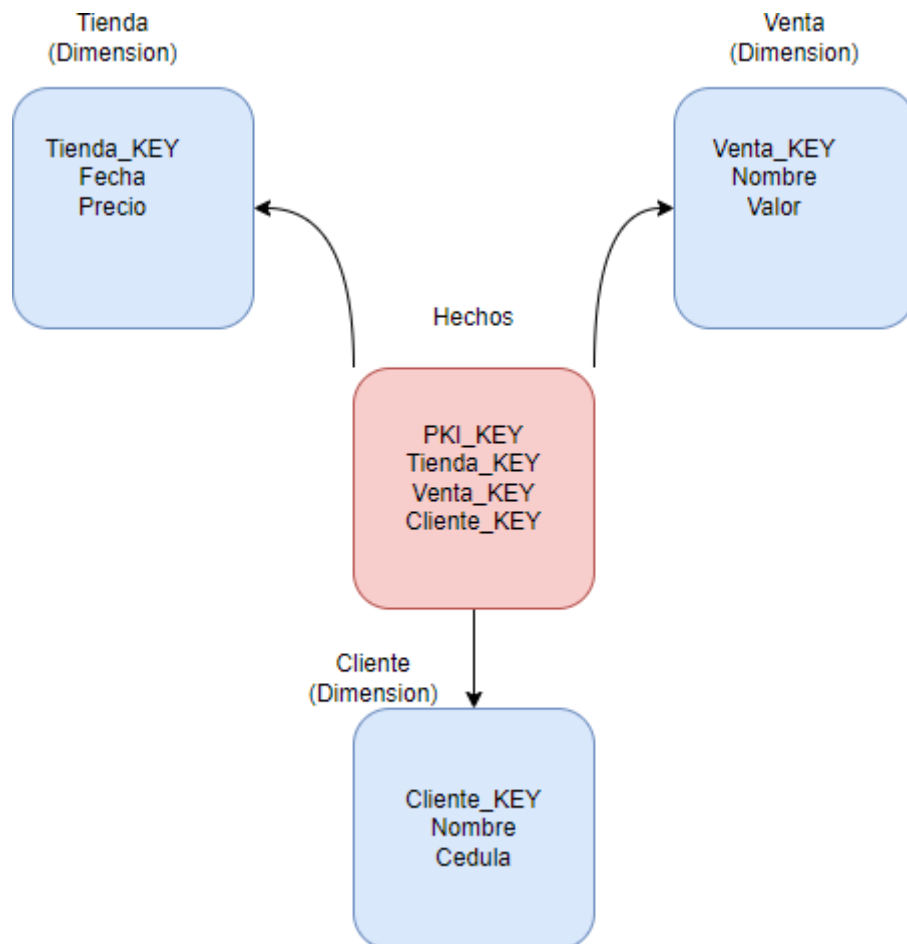 Tienda
(Dimension)
Venta
(Dimension)
Tienda_KEY
Fecha
Precio
Venta_KEY
Nombre
Valor
Hechos
PKI_KEY
Tienda_KEY
Venta_KEY
Cliente_KEY
Cliente
(Dimension)
Cliente_KEY
Nombre
Cedula